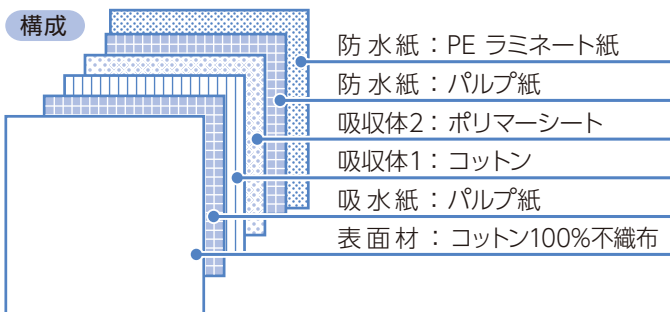 構成
防水紙：PE ラミネート紙
防水紙：パルプ紙
吸収体2：ポリマーシート
吸収体1：コットン
吸水紙：パルプ紙
表面材：コットン100%不織布